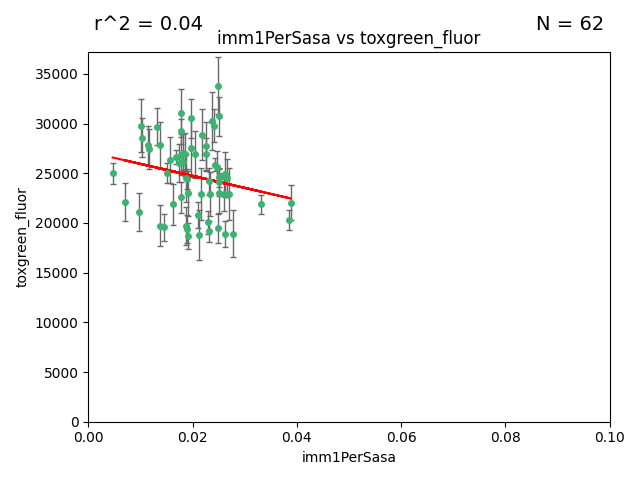 r^2 = 0.04
N = 62
imm1PerSasa vs toxgreen_fluor
35000
30000
25000
20000
15000
10000
5000
0
toxgreen_fluor
0.00
0.02
0.04
0.06
0.08
0.10
imm1PerSasa